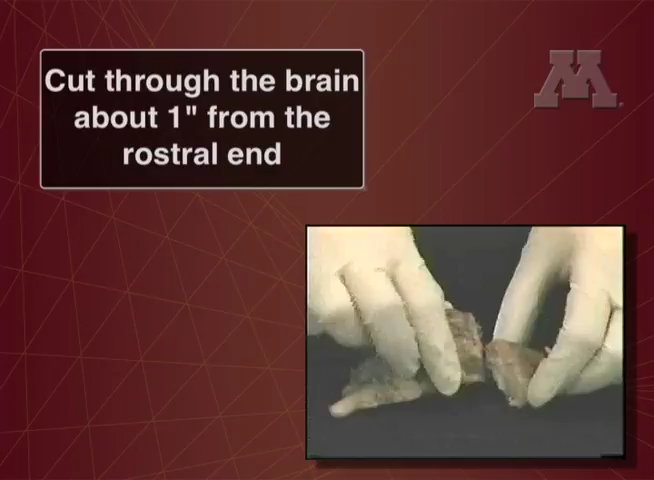 Cut through the brain
about 1" from the
rostral end
M